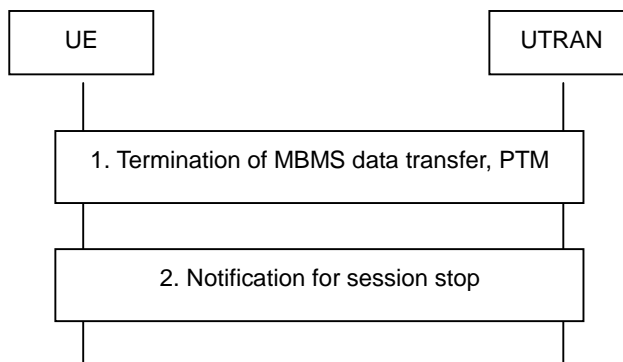 UE
UTRAN
1. Termination of MBMS data transfer, PTM
2. Notification for session stop